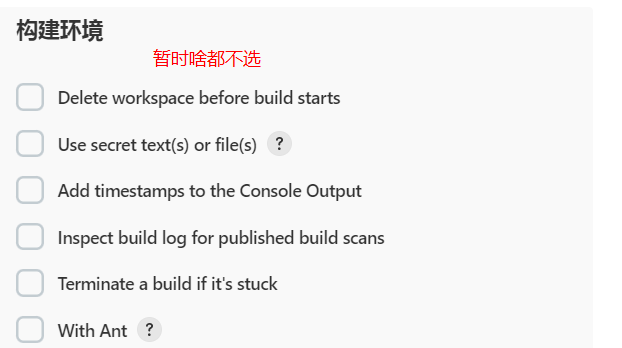 构建环境
暂时啥都不选
Delete workspace before build starts
Use secret text(s) or file(s) ?
Add timestamps to the Console Output
Inspect build log for published build scans
Terminate a build if it's stuck
With Ant ?